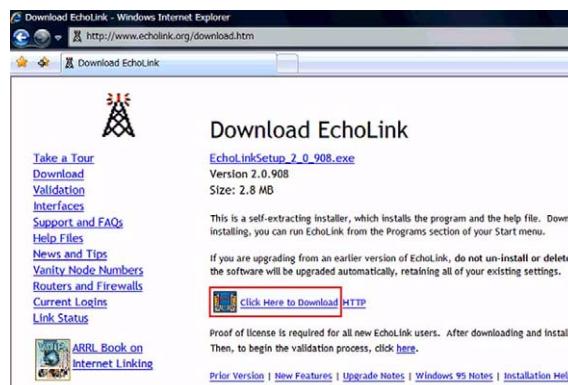 Download EchoLink - Windows Internet Explorer
http://www.echolink.org/download.htm
Download EchoLink
Download EchoLink
Take a Tour
Download
Validation
Interfaces
Support and FAQs
Help Files
News and Tips
Vanity Node Numbers
Routers and Firewalls
Current Logins
Link Status
ARRL Book on
Internet Linking
EchoLinkSetup_2_0_908.exe
Version 2.0.908
Size: 2.8 MB
This is a self-extracting installer, which installs the program and the help file. Down
installing, you can run EchoLink from the Programs section of your Start menu.
If you are upgrading from an earlier version of EchoLink, do not un-install or delete
the software will be upgraded automatically, retaining all of your existing settings.
Click Here to Download HTTP
Proof of license is required for all new EchoLink users. After downloading and instal
Then, to begin the validation process, click here.
Prior Version | New Features | Upgrade Notes | Windows 95 Notes | Installation Hel